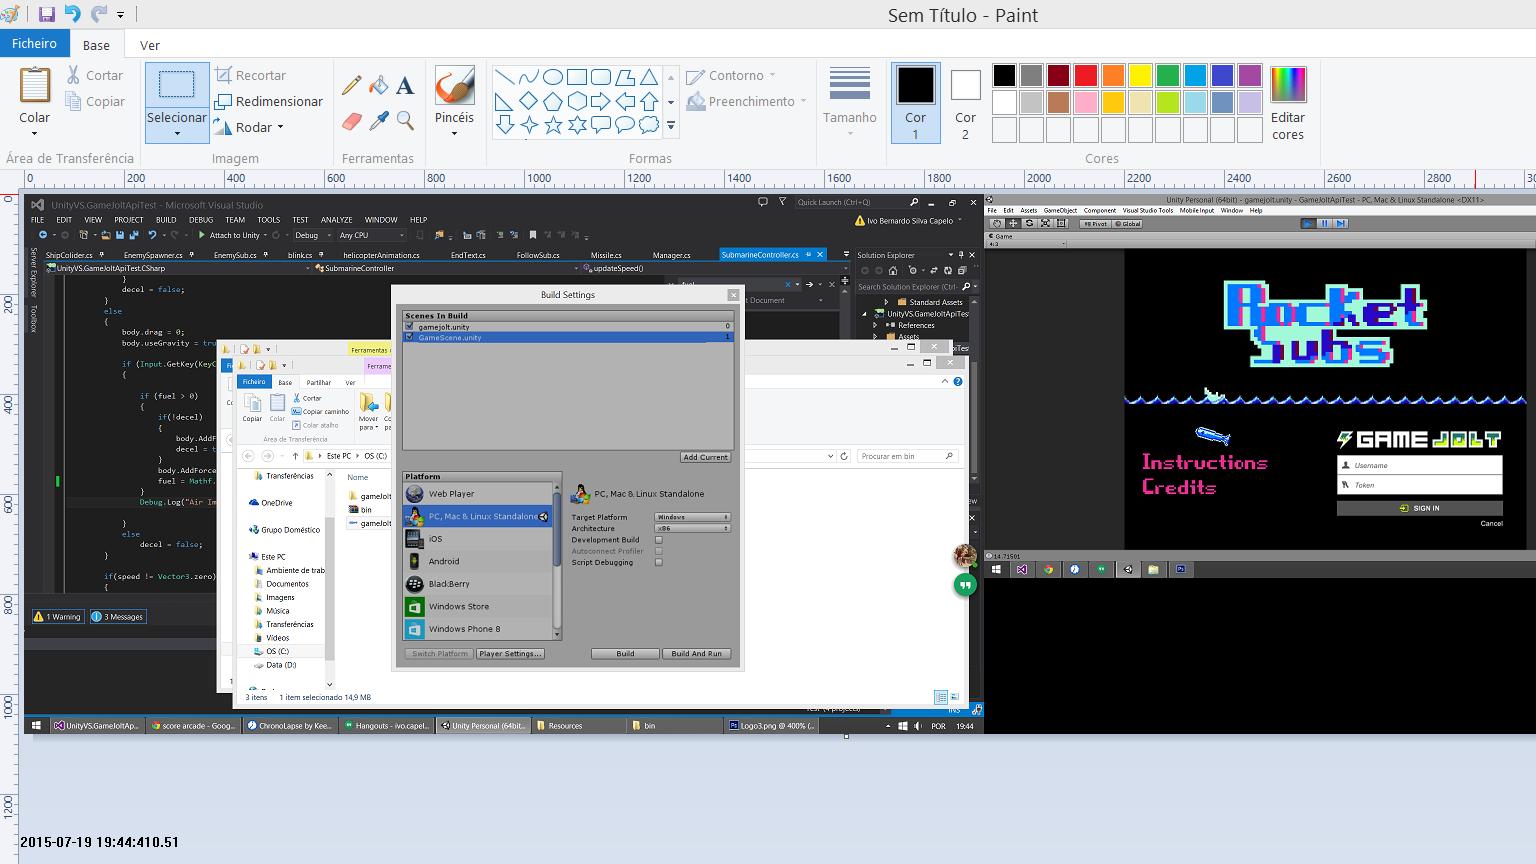 Sem Título - Paint
Ficheiro
Base
Ver
Colar
Cortar
Copiar
Área de Transferência
Selecionar
Recortar
Redimensionar
Rodar
Imagem
Ferramentas
Pincéis
Contorno
Preenchimento
Formas
Tamanho
Cor 1
Cor 2
Editar cores
Cores
0 200 400 600 800 1000 1200 1400 1600 1800 2000 2200 2400 2600 2800
0
200
400
600
800
1000
1200
UnityVS.GameJoltApiTest - Microsoft Visual Studio
Quick Launch (Ctrl+Q)
FILE EDIT VIEW PROJECT BUILD DEBUG TEAM TOOLS TEST ANALYZE WINDOW HELP
Ivo Bernardo Silva Capelo
Attach to Unity
Debug
Any CPU
ShipCollider.cs EnemySpawner.cs EnemySub.cs blink.cs helicopterAnimation.cs EndText.cs FollowSub.cs Missile.cs Manager.cs SubmarineController.cs
UnityVS.GameJoltApiTest.CSharp
SubmarineController
updateSpeed()
Server Explorer
Toolbox
}
decel = false;
}
else
{
body.drag = 0;
body.useGravity = tru
if (Input.GetKey(KeyC
{
if (fuel > 0)
{
if(!decel)
{
body.AddF
decel = t
}
body.AddForce
fuel = Mathf.
}
Debug.Log("Air Im
}
else
decel = false;
}
if(speed != Vector3.zero)
{
1 Warning
3 Messages
fuel
Document
Solution Explorer
Search Solution Explorer (Ctrl-
Standard Assets
UnityVS.GameJoltApiTest
References
Assets
Build Settings
Scenes In Build
gamejolt.unity 0
GameScene.unity 1
Add Current
Platform
Web Player
PC, Mac & Linux Standalone
iOS
Android
BlackBerry
Windows Store
Windows Phone 8
PC, Mac & Linux Standalone
Target Platform Windows
Architecture x86
Development Build
Autoconnect Profiler
Script Debugging
Switch Platform
Player Settings...
Build
Build And Run
Ferramentas
Ferrame
Ficheiro
Base
Partilhar
Ver
Copiar
Colar
Cortar
Copiar caminho
Colar atalho
Mover para
Área de Transferência
Este PC
OS (C:)
Procurar em bin
Transferências
OneDrive
Grupo Doméstico
Este PC
Ambiente de trab
Documentos
Imagens
Música
Transferências
Vídeos
OS (C:)
Data (D:)
Nome
gameJolt
bin
gameJolt
3 itens
1 item selecionado 14,9 MB
INS
UnityVS.GameJoltAp...
score arcade - Goog...
ChronoLapse by Kee...
Hangouts - ivo.capel...
Unity Personal (64bit...
Resources
bin
Logo3.png @ 400% (...
POR
19:44
Unity Personal (64bit) - gamejolt.unity - GameJoltApiTest - PC, Mac & Linux Standalone <DX11>
File Edit Assets GameObject Component Visual Studio Tools Mobile Input Window Help
Pivot
Global
Game
4:3
Rocket
Subs
Instructions
Credits
GAME JOLT
Username
Token
SIGN IN
Cancel
14.71501
2015-07-19 19:44:410.51